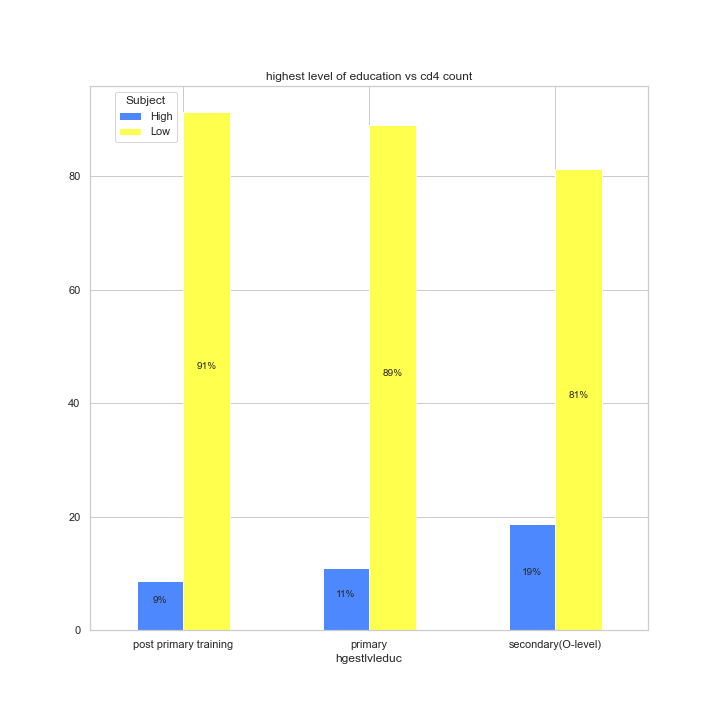 highest level of education vs cd4 count
Subject
High
Low
80
60
40
20
0
91%
89%
81%
9%
11%
19%
post primary training
primary
secondary(O-level)
hgestlvleduc